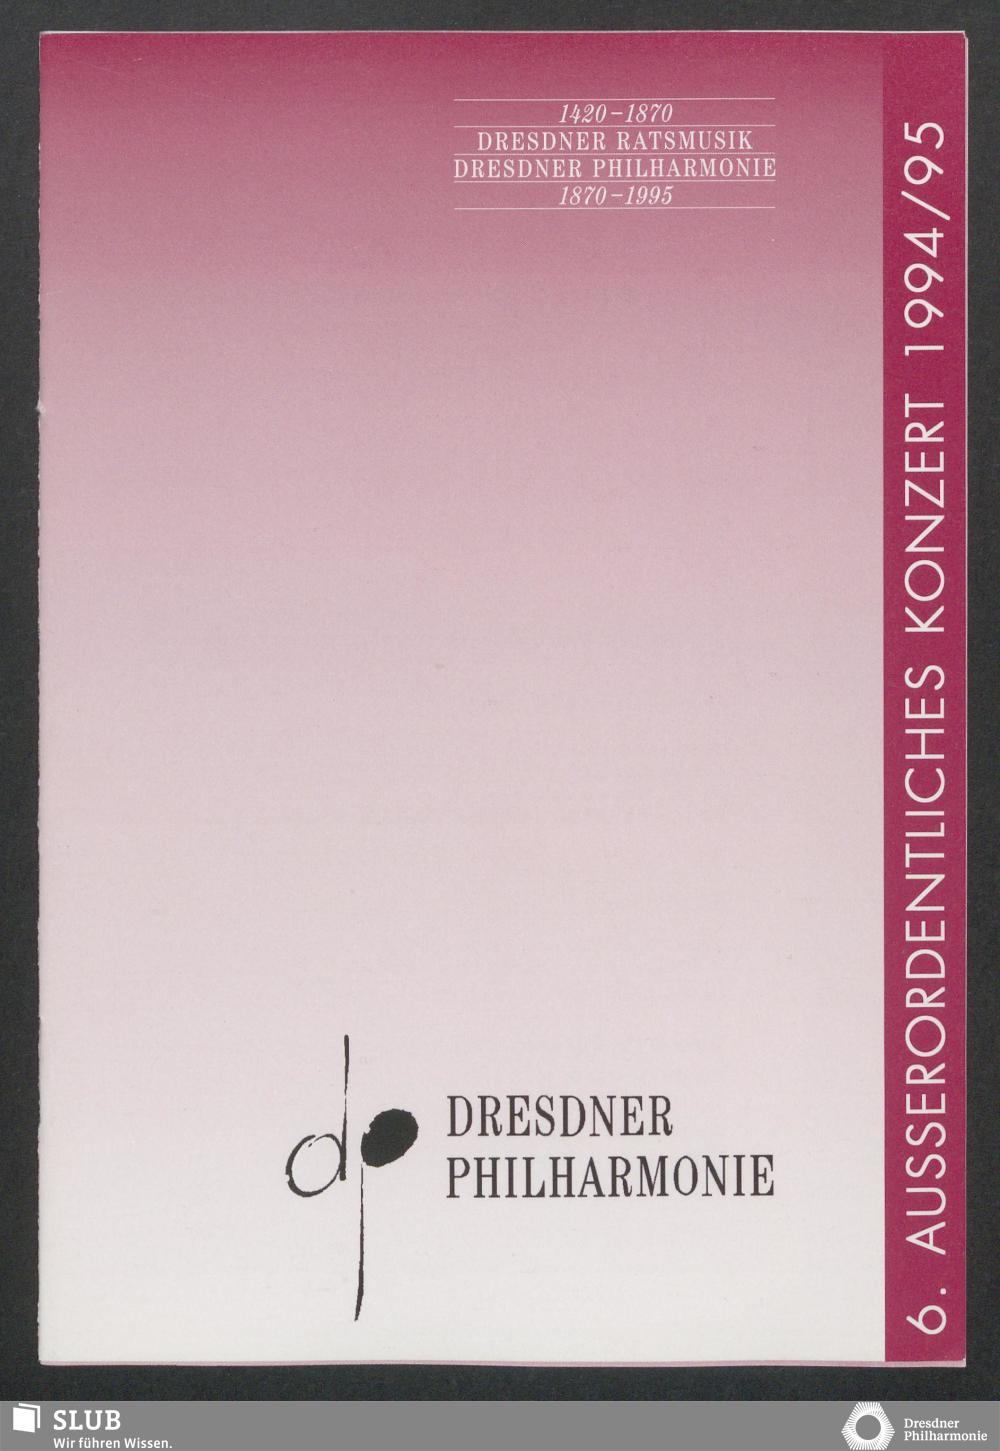 1420–1870
DRESDNER RATSMUSIK
DRESDNER PHILHARMONIE
1870–1995
6. AUSSERORDENTLICHES KONZERT 1994/95
dp
DRESDNER
PHILHARMONIE
SLUB
Wir führen Wissen.
Dresdner
Philharmonie